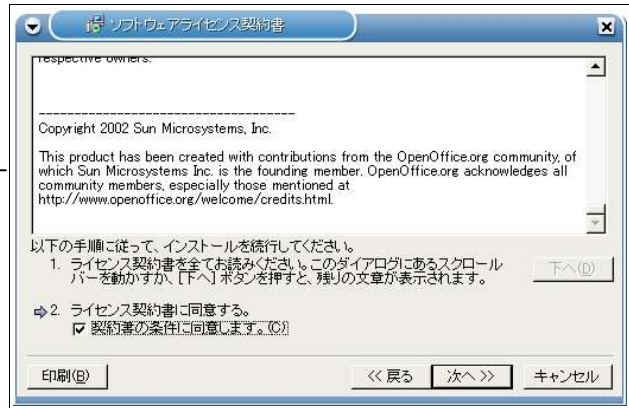 ソフトウェアライセンス契約書
respective owners.
------------------------------------
Copyright 2002 Sun Microsystems, Inc.
This product has been created with contributions from the OpenOffice.org community, of
which Sun Microsystems Inc. is the founding member. OpenOffice.org acknowledges all
community members, especially those mentioned at
http://www.openoffice.org/welcome/credits.html.
以下の手順に従って、インストールを続行してください。
1. ライセンス契約書を全てお読みください。このダイアログにあるスクロール
バーを動かすか、[下へ] ボタンを押すと、残りの文章が表示されます。
下へ(D)
2. ライセンス契約書に同意する。
契約書の条件に同意します。(C)
印刷(B)
<< 戻る
次へ >>
キャンセル